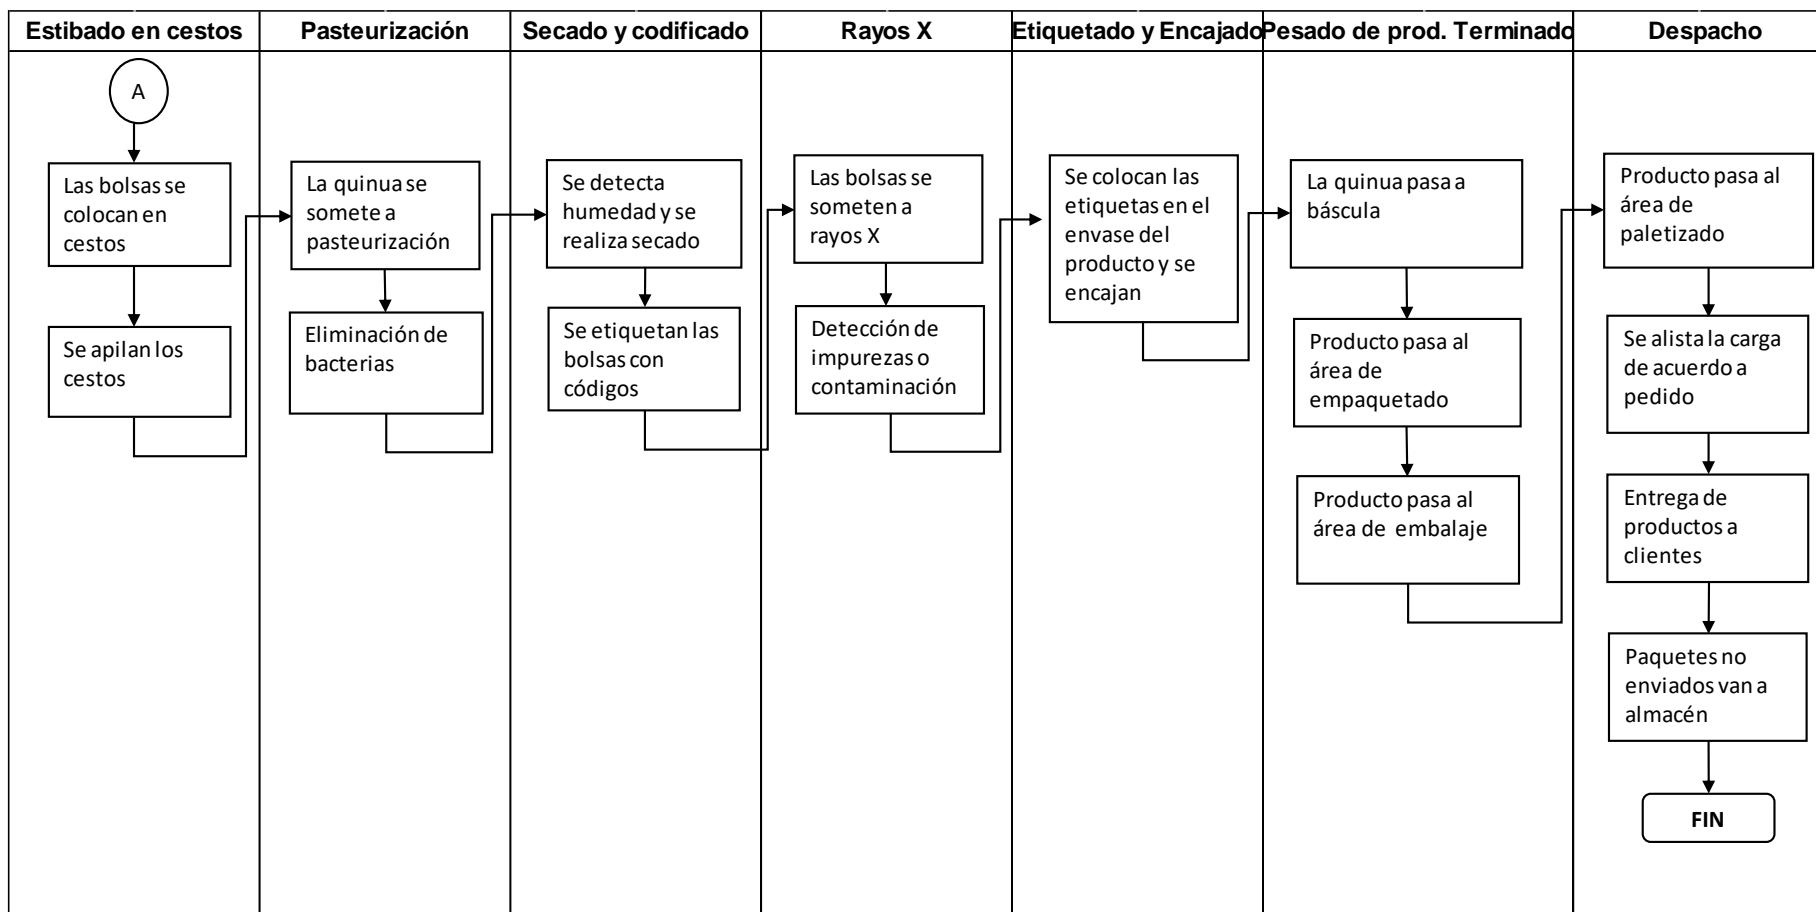 Estibado en cestos
Pasteurización
Secado y codificado
Rayos X
Etiquetado y Encajado
Pesado de prod. Terminado
Despacho
A
Las bolsas se
colocan en
cestos
Se apilan los
cestos
La quinua se
somete a
pasteurización
Eliminación de
bacterias
Se detecta
humedad y se
realiza secado
Se etiquetan las
bolsas con
códigos
Las bolsas se
someten a
rayos X
Detección de
impurezas o
contaminación
Se colocan las
etiquetas en el
envase del
producto y se
encajan
La quinua pasa a
báscula
Producto pasa al
área de
empaquetado
Producto pasa al
área de embalaje
Producto pasa al
área de
paletizado
Se alista la carga
de acuerdo a
pedido
Entrega de
productos a
clientes
Paquetes no
enviados van a
almacén
FIN